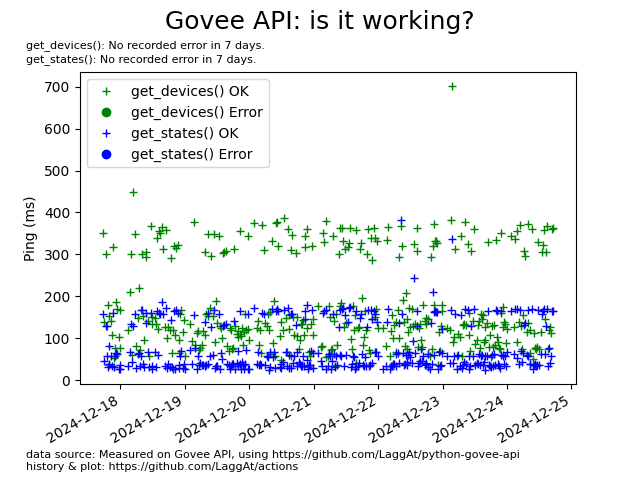 Govee API: is it working?
get_devices(): No recorded error in 7 days.
get_states(): No recorded error in 7 days.
get_devices() OK
get_devices() Error
get_states() OK
get_states() Error
Ping (ms)
700
600
500
400
300
200
100
0
2024-12-18
2024-12-19
2024-12-20
2024-12-21
2024-12-22
2024-12-23
2024-12-24
2024-12-25
data source: Measured on Govee API, using https://github.com/LaggAt/python-govee-api
history & plot: https://github.com/LaggAt/actions